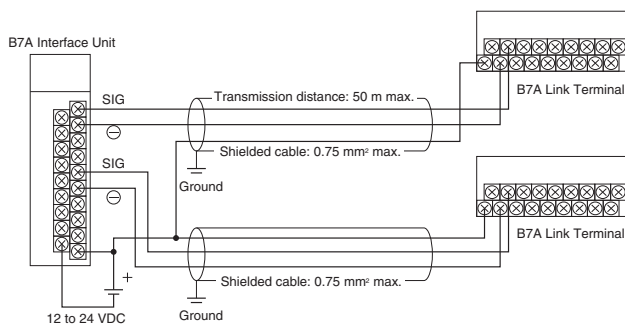 B7A Interface Unit
SIG
Transmission distance: 50 m max.
B7A Link Terminal
⊖
Shielded cable: 0.75 mm² max.
SIG
Ground
⊖
B7A Link Terminal
Shielded cable: 0.75 mm² max.
+
12 to 24 VDC
Ground